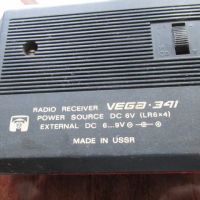 RADIO RECEIVER VEGA-341
POWER SOURCE DC 6V (LR6×4)
EXTERNAL DC 6...9V
MADE IN USSR